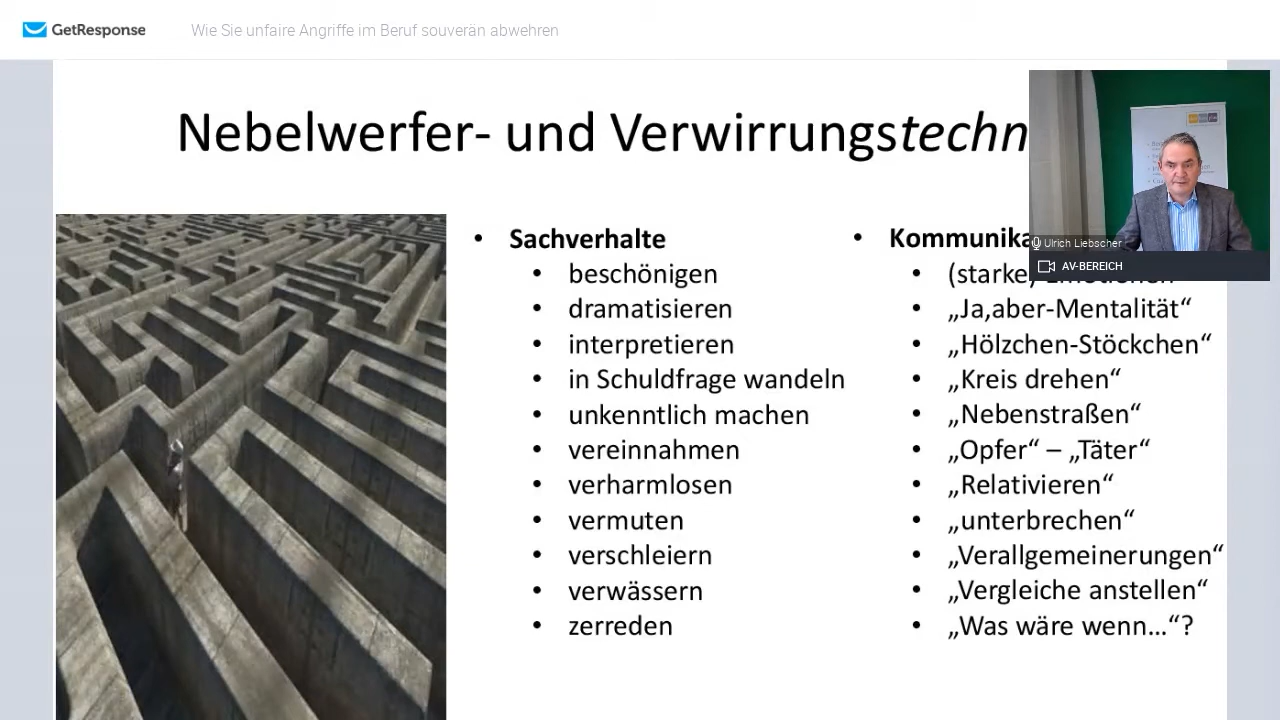 GetResponse
Wie Sie unfaire Angriffe im Beruf souverän abwehren
Nebelwerfer- und Verwirrungstechn
• Sachverhalte
• beschönigen
• dramatisieren
• interpretieren
• in Schuldfrage wandeln
• unkenntlich machen
• vereinnahmen
• verharmlosen
• vermuten
• verschleiern
• verwässern
• zerreden
• Kommunika
• (starke) Emotionen
• „Ja,aber-Mentalität“
• „Hölzchen-Stöckchen“
• „Kreis drehen“
• „Nebenstraßen“
• „Opfer“ – „Täter“
• „Relativieren“
• „unterbrechen“
• „Verallgemeinerungen“
• „Vergleiche anstellen“
• „Was wäre wenn…“?
Ulrich Liebscher
AV-BEREICH